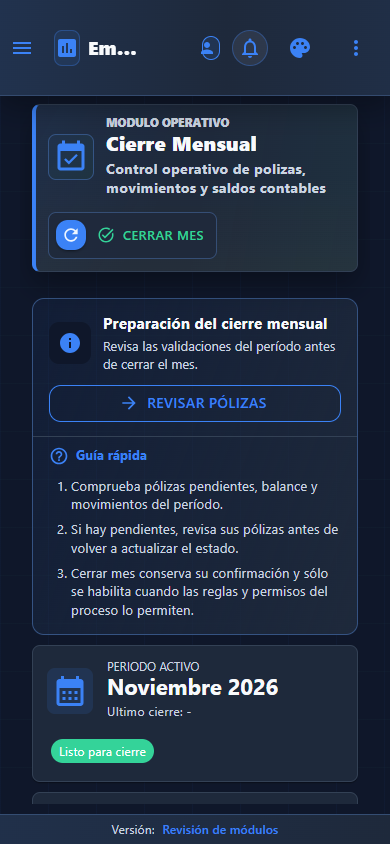 Em...
MODULO OPERATIVO
Cierre Mensual
Control operativo de polizas,
movimientos y saldos contables
CERRAR MES
Preparación del cierre mensual
Revisa las validaciones del período antes
de cerrar el mes.
REVISAR PÓLIZAS
Guía rápida
1. Comprueba pólizas pendientes, balance y
movimientos del período.
2. Si hay pendientes, revisa sus pólizas antes de
volver a actualizar el estado.
3. Cerrar mes conserva su confirmación y sólo
se habilita cuando las reglas y permisos del
proceso lo permiten.
PERIODO ACTIVO
Noviembre 2026
Ultimo cierre: -
Listo para cierre
Versión: Revisión de módulos